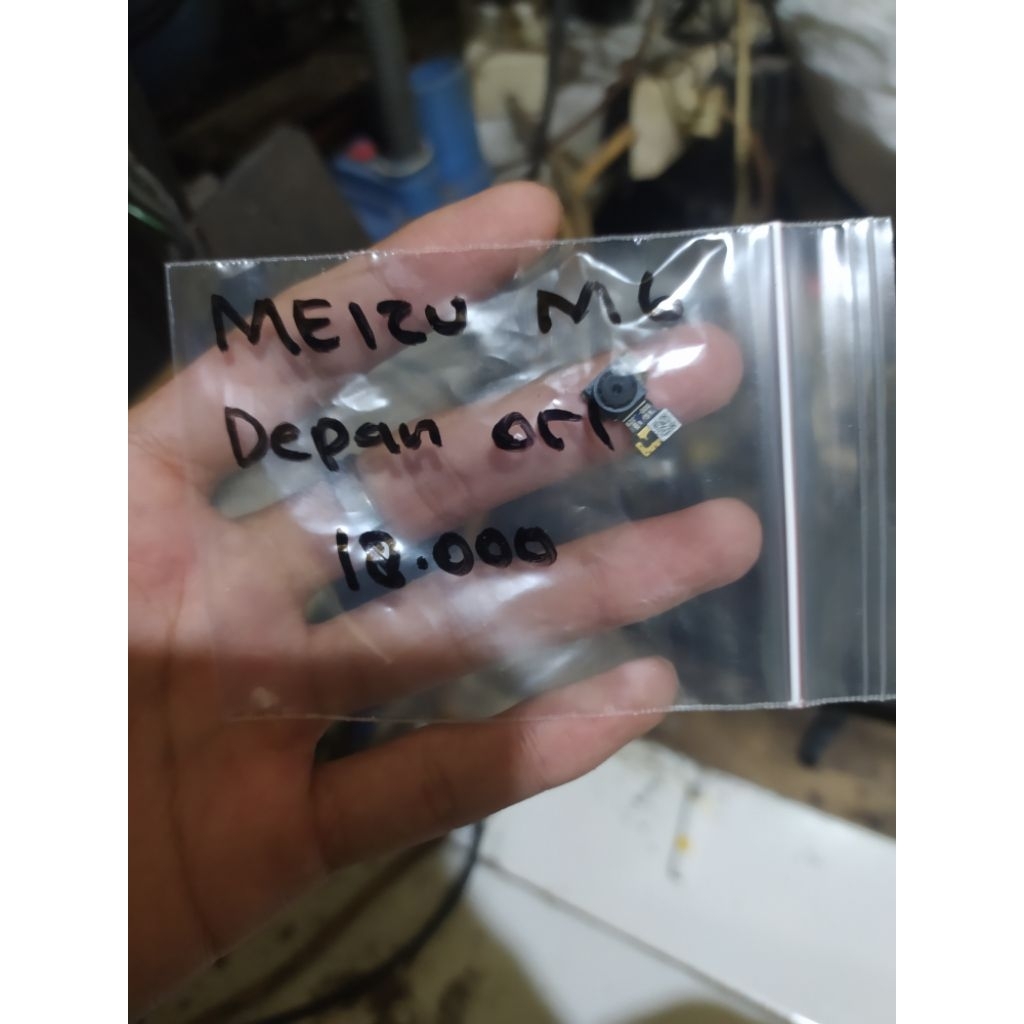 MEIZU M6
Depan ori
18.000